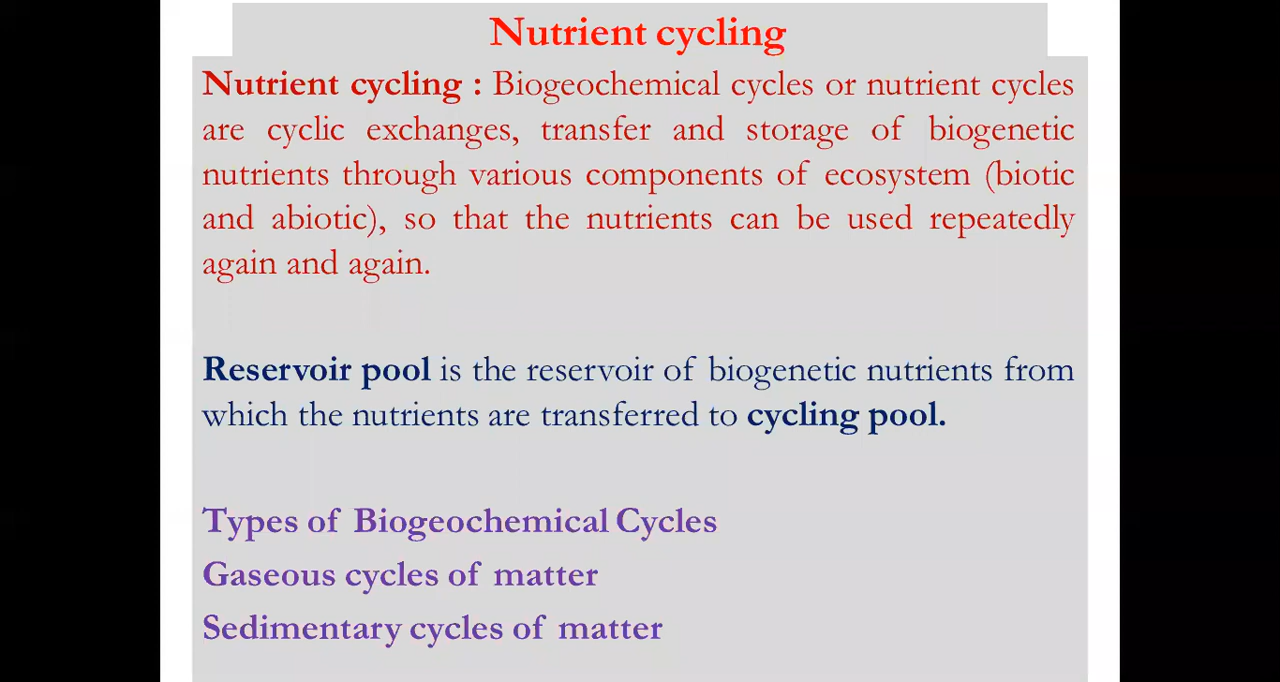 Nutrient cycling
Nutrient cycling : Biogeochemical cycles or nutrient cycles
are cyclic exchanges, transfer and storage of biogenetic
nutrients through various components of ecosystem (biotic
and abiotic), so that the nutrients can be used repeatedly
again and again.
Reservoir pool is the reservoir of biogenetic nutrients from
which the nutrients are transferred to cycling pool.
Types of Biogeochemical Cycles
Gaseous cycles of matter
Sedimentary cycles of matter